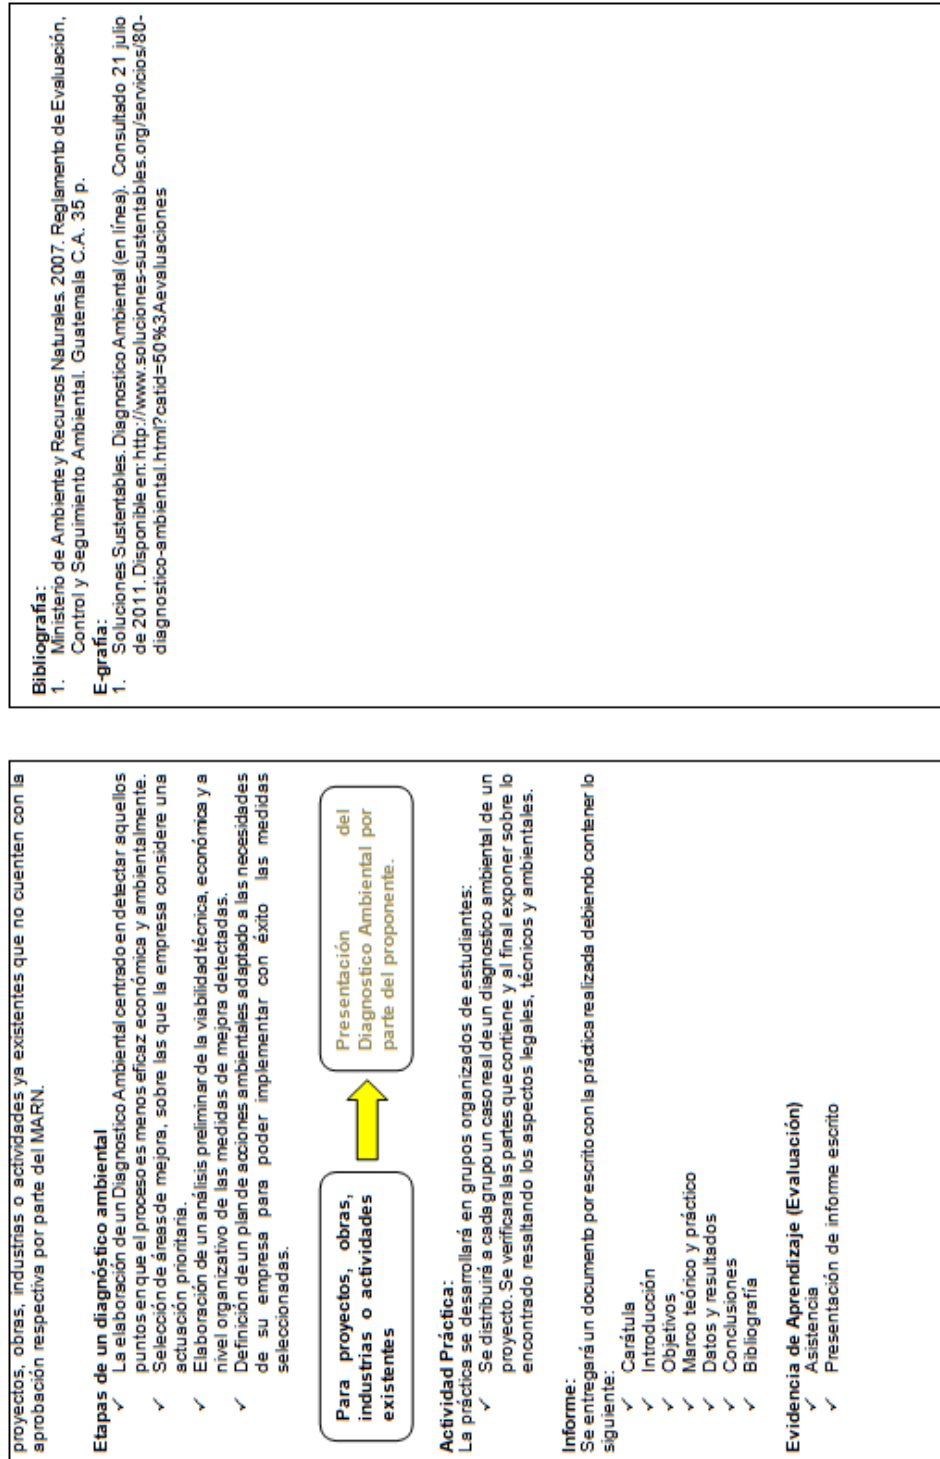 proyectos, obras, industrias o actividades ya existentes que no cuenten con la
aprobación respectiva por parte del MARN.
Etapas de un diagnóstico ambiental
✓ La elaboración de un Diagnostico Ambiental centrado en detectar aquellos
puntos en que el proceso es menos eficaz económica y ambientalmente.
✓ Selección de áreas de mejora, sobre las que la empresa considere una
actuación prioritaria.
✓ Elaboración de un análisis preliminar de la viabilidad técnica, económica y a
nivel organizativo de las medidas de mejora detectadas.
✓ Definición de un plan de acciones ambientales adaptado a las necesidades
de su empresa para poder implementar con éxito las medidas
seleccionadas.
Para proyectos, obras,
industrias o actividades
existentes
Presentación del
Diagnostico Ambiental por
parte del proponente.
Actividad Práctica:
La práctica se desarrollará en grupos organizados de estudiantes:
✓ Se distribuirá a cada grupo un caso real de un diagnostico ambiental de un
proyecto. Se verificara las partes que contiene y al final exponer sobre lo
encontrado resaltando los aspectos legales, técnicos y ambientales.
Informe:
Se entregará un documento por escrito con la práctica realizada debiendo contener lo
siguiente:
✓ Carátula
✓ Introducción
✓ Objetivos
✓ Marco teórico y práctico
✓ Datos y resultados
✓ Conclusiones
✓ Bibliografía
Evidencia de Aprendizaje (Evaluación)
✓ Asistencia
✓ Presentación de informe escrito
Bibliografía:
1. Ministerio de Ambiente y Recursos Naturales. 2007. Reglamento de Evaluación,
Control y Seguimiento Ambiental. Guatemala C.A. 35 p.
E-grafía:
1. Soluciones Sustentables. Diagnostico Ambiental (en línea). Consultado 21 julio
de 2011. Disponible en: http://www.soluciones-sustentables.org/servicios/80-
diagnostico-ambiental.html?catid=50%3Aevaluaciones